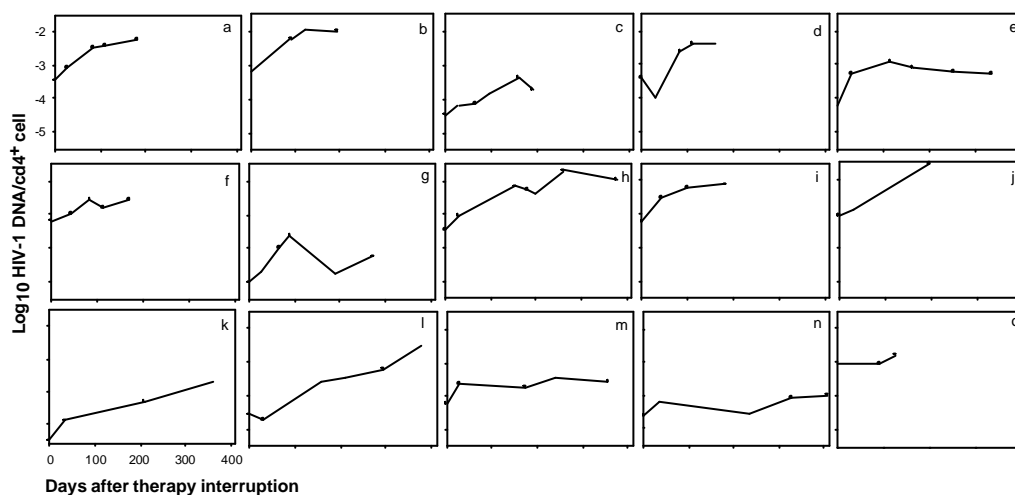 a b c d e
-2
-3
-4
-5
f g h i j
k l m n
0 100 200 300 400
Log10 HIV-1 DNA/cd4+ cell
Days after therapy interruption